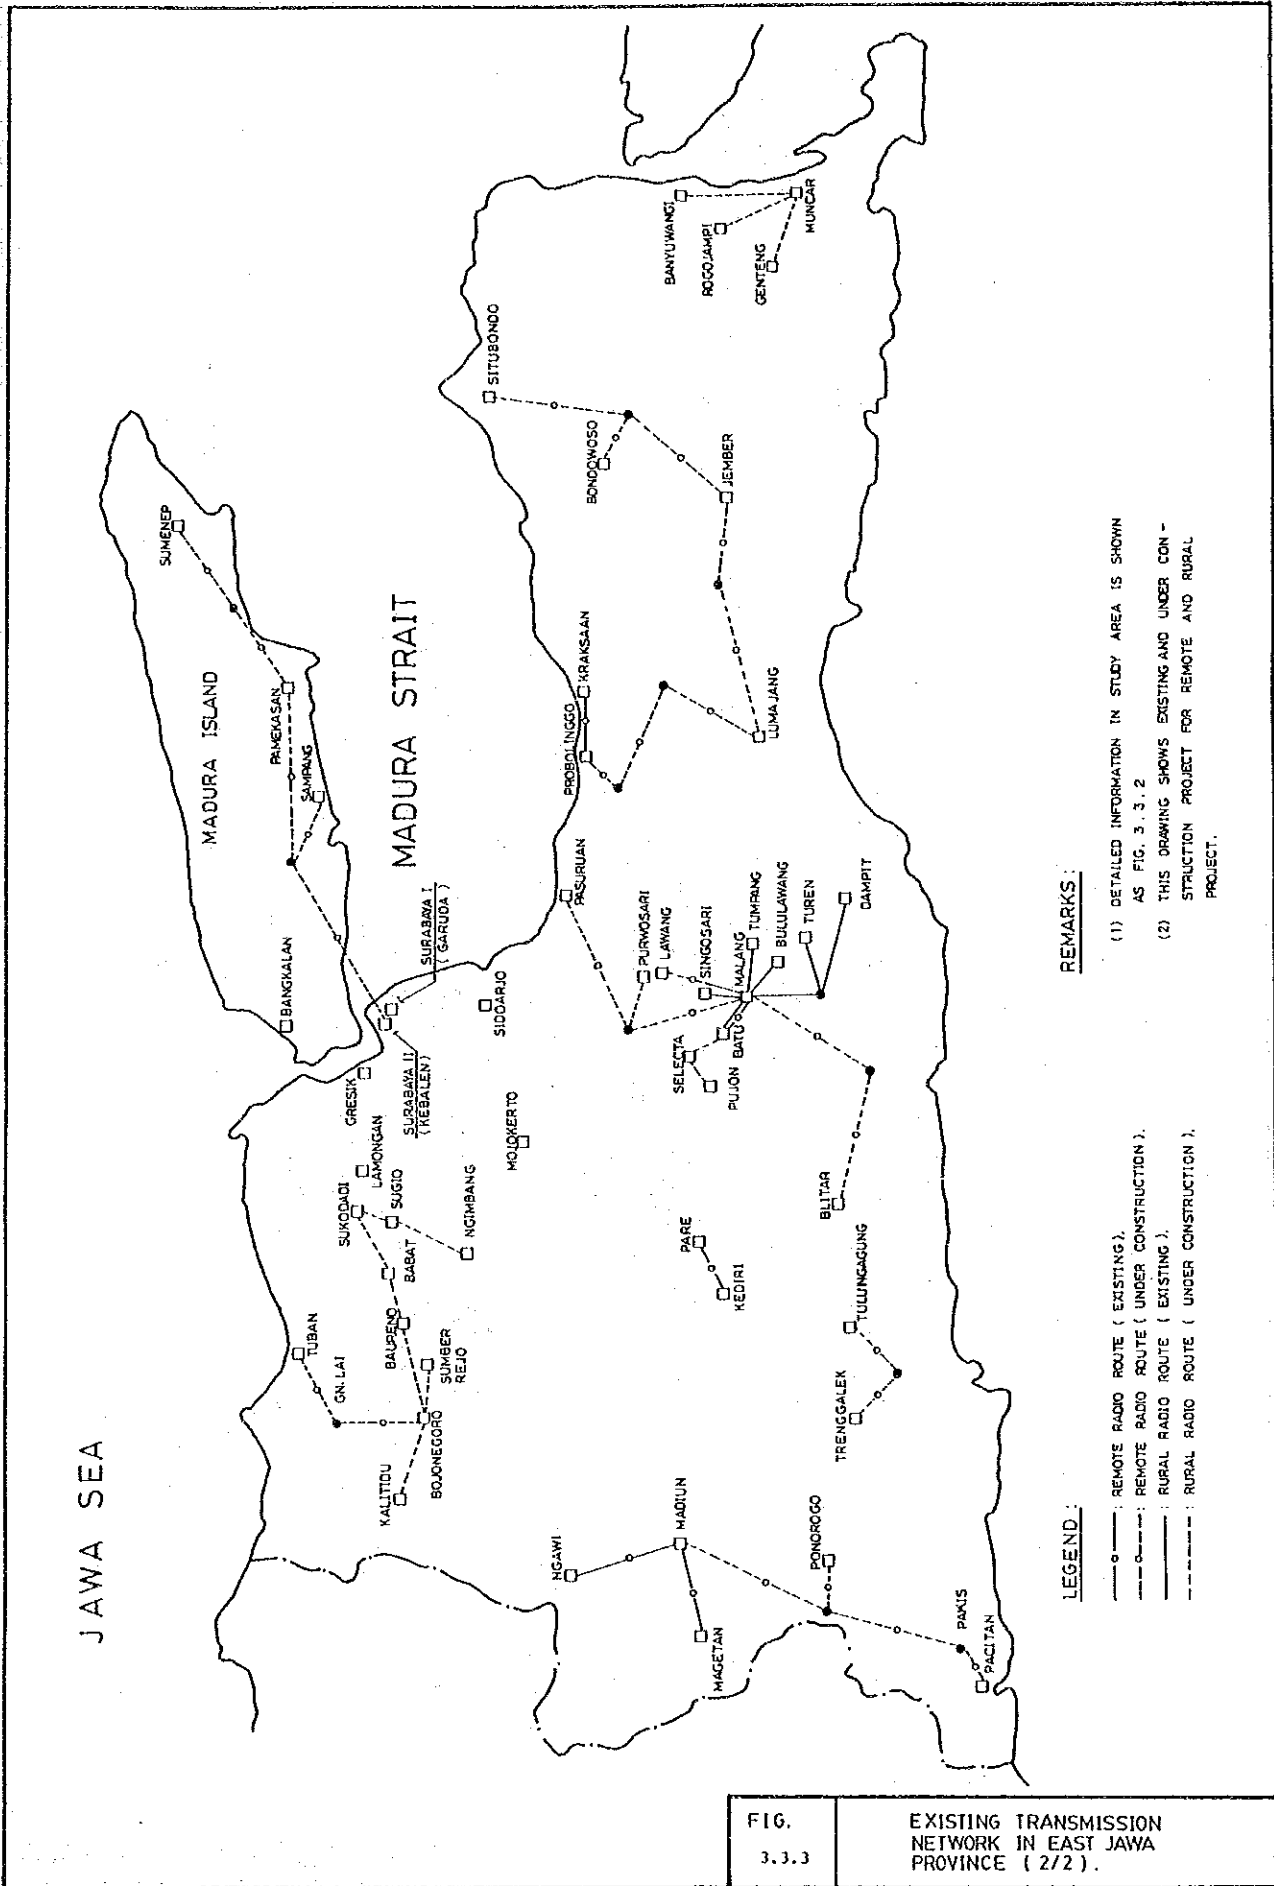 JAWA SEA
MADURA ISLAND
MADURA STRAIT
SUMENEP
PAMEKASAN
SAMPANG
BANGKALAN
SURABAYA I
(GARUDA)
SURABAYA II
(KEBALEN)
GRESIK
LAMONGAN
SUKODADI
SUGIO
BABAT
NGIMBANG
TUBAN
GN. LAI
BAURENO
SUMBER
REJO
BOJONEGORO
KALITIDU
SIDOARJO
MOJOKERTO
SITUBONDO
BONDOWOSO
JEMBER
LUMAJANG
KRAKSAAN
PROBOLINGGO
PASURUAN
BANYUWANGI
ROGOJAMPI
GENTENG
MUNCAR
PURWOSARI
LAWANG
SINGOSARI
MALANG
TUMPANG
BULULAWANG
TUREN
DAMPIT
SELECTA
BATU
PUJON
BLITAR
PARE
KEDIRI
TULUNGAGUNG
TRENGGALEK
NGAWI
MADIUN
MAGETAN
PONOROGO
PAKIS
PACITAN
LEGEND :
: REMOTE RADIO ROUTE ( EXISTING ).
: REMOTE RADIO ROUTE ( UNDER CONSTRUCTION ).
: RURAL RADIO ROUTE ( EXISTING ).
: RURAL RADIO ROUTE ( UNDER CONSTRUCTION ).
REMARKS :
(1) DETAILED INFORMATION IN STUDY AREA IS SHOWN
AS FIG. 3.3.2
(2) THIS DRAWING SHOWS EXISTING AND UNDER CON-
STRUCTION PROJECT FOR REMOTE AND RURAL
PROJECT.
FIG.
3.3.3
EXISTING TRANSMISSION
NETWORK IN EAST JAWA
PROVINCE (2/2).